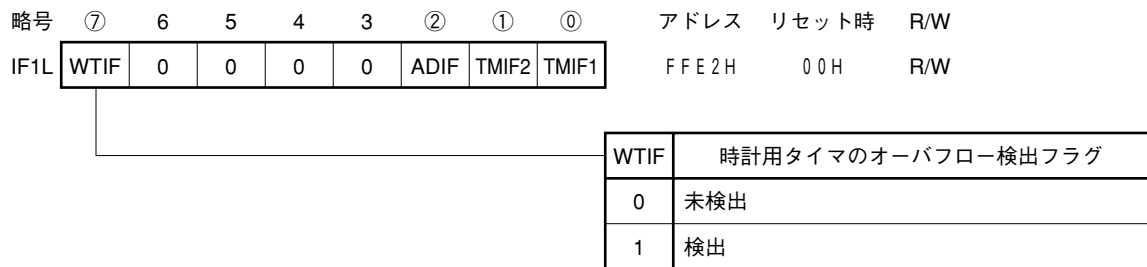 略号 ⑦ 6 5 4 3 ② ① ⓪ アドレス リセット時 R/W
IF1L WTIF 0 0 0 0 ADIF TMIF2 TMIF1 FFE2H 00H R/W
WTIF 時計用タイマのオーバフロー検出フラグ
0 未検出
1 検出